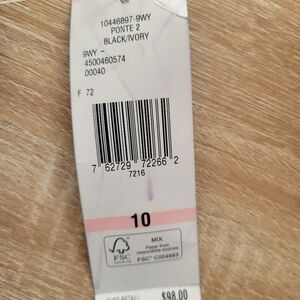 10446897-9WY
PONTE 2
BLACK/IVORY
9WY -
4500460574
00040
F 72
7 62729 72266 2
7216
10
FSC
MIX
Paper from
responsible sources
FSC® C004883
$98.00